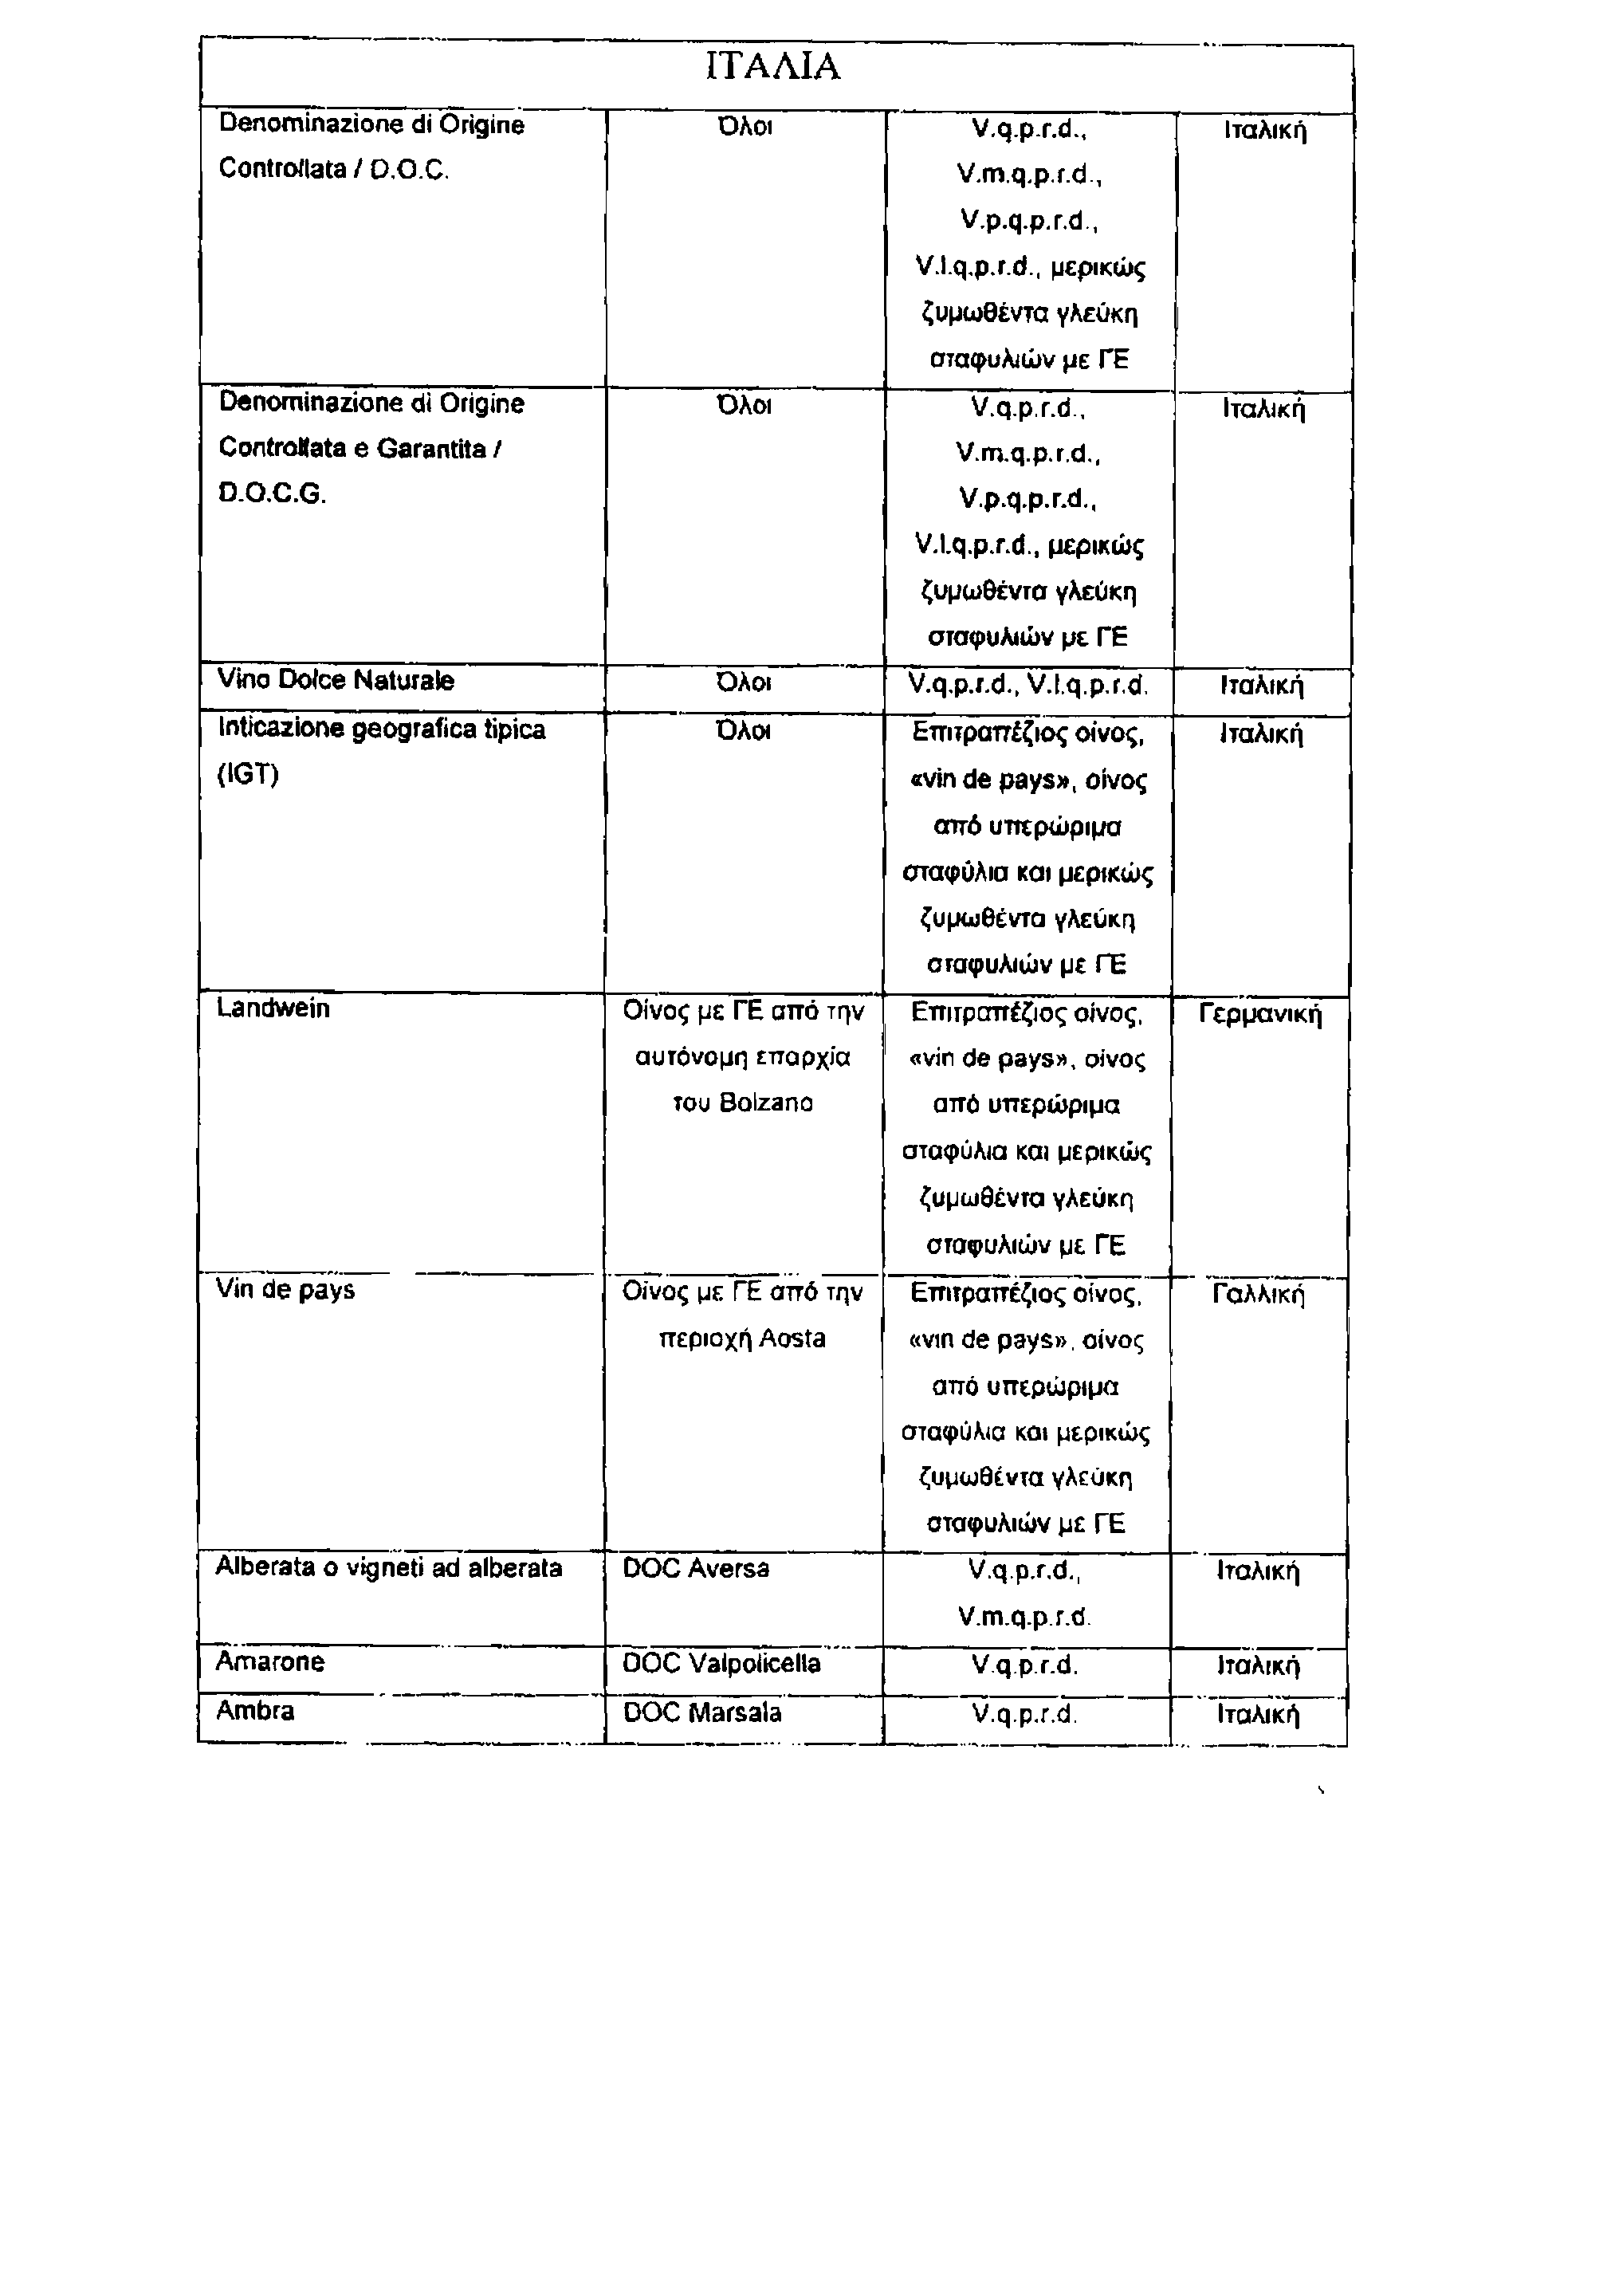 ΙΤΑΛΙΑ
Denominazione di Origine
Controllata / D.O.C.
Όλοι
V.q.p.r.d.,
V.m.q.p.r.d.,
V.p.q.p.r.d.,
V.l.q.p.r.d., μερικώς
ζυμωθέντα γλεύκη
σταφυλιών με ΓΕ
Ιταλική
Denominazione di Origine
Controllata e Garantita /
D.O.C.G.
Όλοι
V.q.p.r.d.,
V.m.q.p.r.d.,
V.p.q.p.r.d.,
V.l.q.p.r.d., μερικώς
ζυμωθέντα γλεύκη
σταφυλιών με ΓΕ
Ιταλική
Vino Dolce Naturale
Όλοι
V.q.p.r.d., V.l.q.p.r.d.
Ιταλική
Inticazione geografica tipica
(IGT)
Όλοι
Επιτραπέζιος οίνος,
«vin de pays», οίνος
από υπερώριμα
σταφύλια και μερικώς
ζυμωθέντα γλεύκη
σταφυλιών με ΓΕ
Ιταλική
Landwein
Οίνος με ΓΕ από την
αυτόνομη επαρχία
του Bolzano
Επιτραπέζιος οίνος,
«vin de pays», οίνος
από υπερώριμα
σταφύλια και μερικώς
ζυμωθέντα γλεύκη
σταφυλιών με ΓΕ
Γερμανική
Vin de pays
Οίνος με ΓΕ από την
περιοχή Aosta
Επιτραπέζιος οίνος,
«vin de pays», οίνος
από υπερώριμα
σταφύλια και μερικώς
ζυμωθέντα γλεύκη
σταφυλιών με ΓΕ
Γαλλική
Alberata o vigneti ad alberata
DOC Aversa
V.q.p.r.d.,
V.m.q.p.r.d.
Ιταλική
Amarone
DOC Valpolicella
V.q.p.r.d.
Ιταλική
Ambra
DOC Marsala
V.q.p.r.d.
Ιταλική